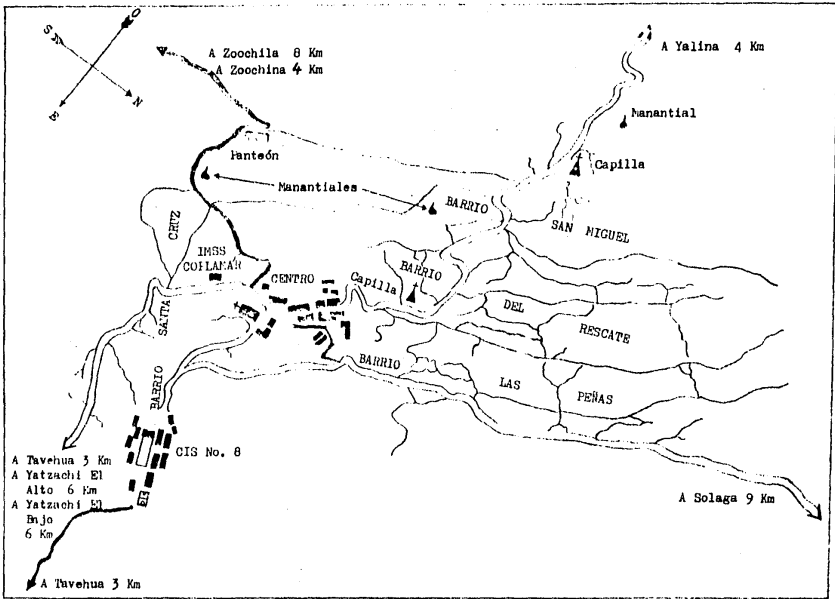 O
S
N
E
A Zoochila 8 Km
A Zoochina 4 Km
A Yalina 4 Km
Manantial
Panteón
Capilla
Manantiales
BARRIO
SAN MIGUEL
CRUZ
IMSS
COPLAMAR
CENTRO
Capilla
BARRIO
SANTA
DEL
RESCATE
BARRIO
BARRIO
LAS
PEÑAS
CIS No. 8
A Tavehua 3 Km
A Yatzachi El
Alto 6 Km
A Yatzachi El
Bajo
6 Km
A Solaga 9 Km
A Tavehua 3 Km